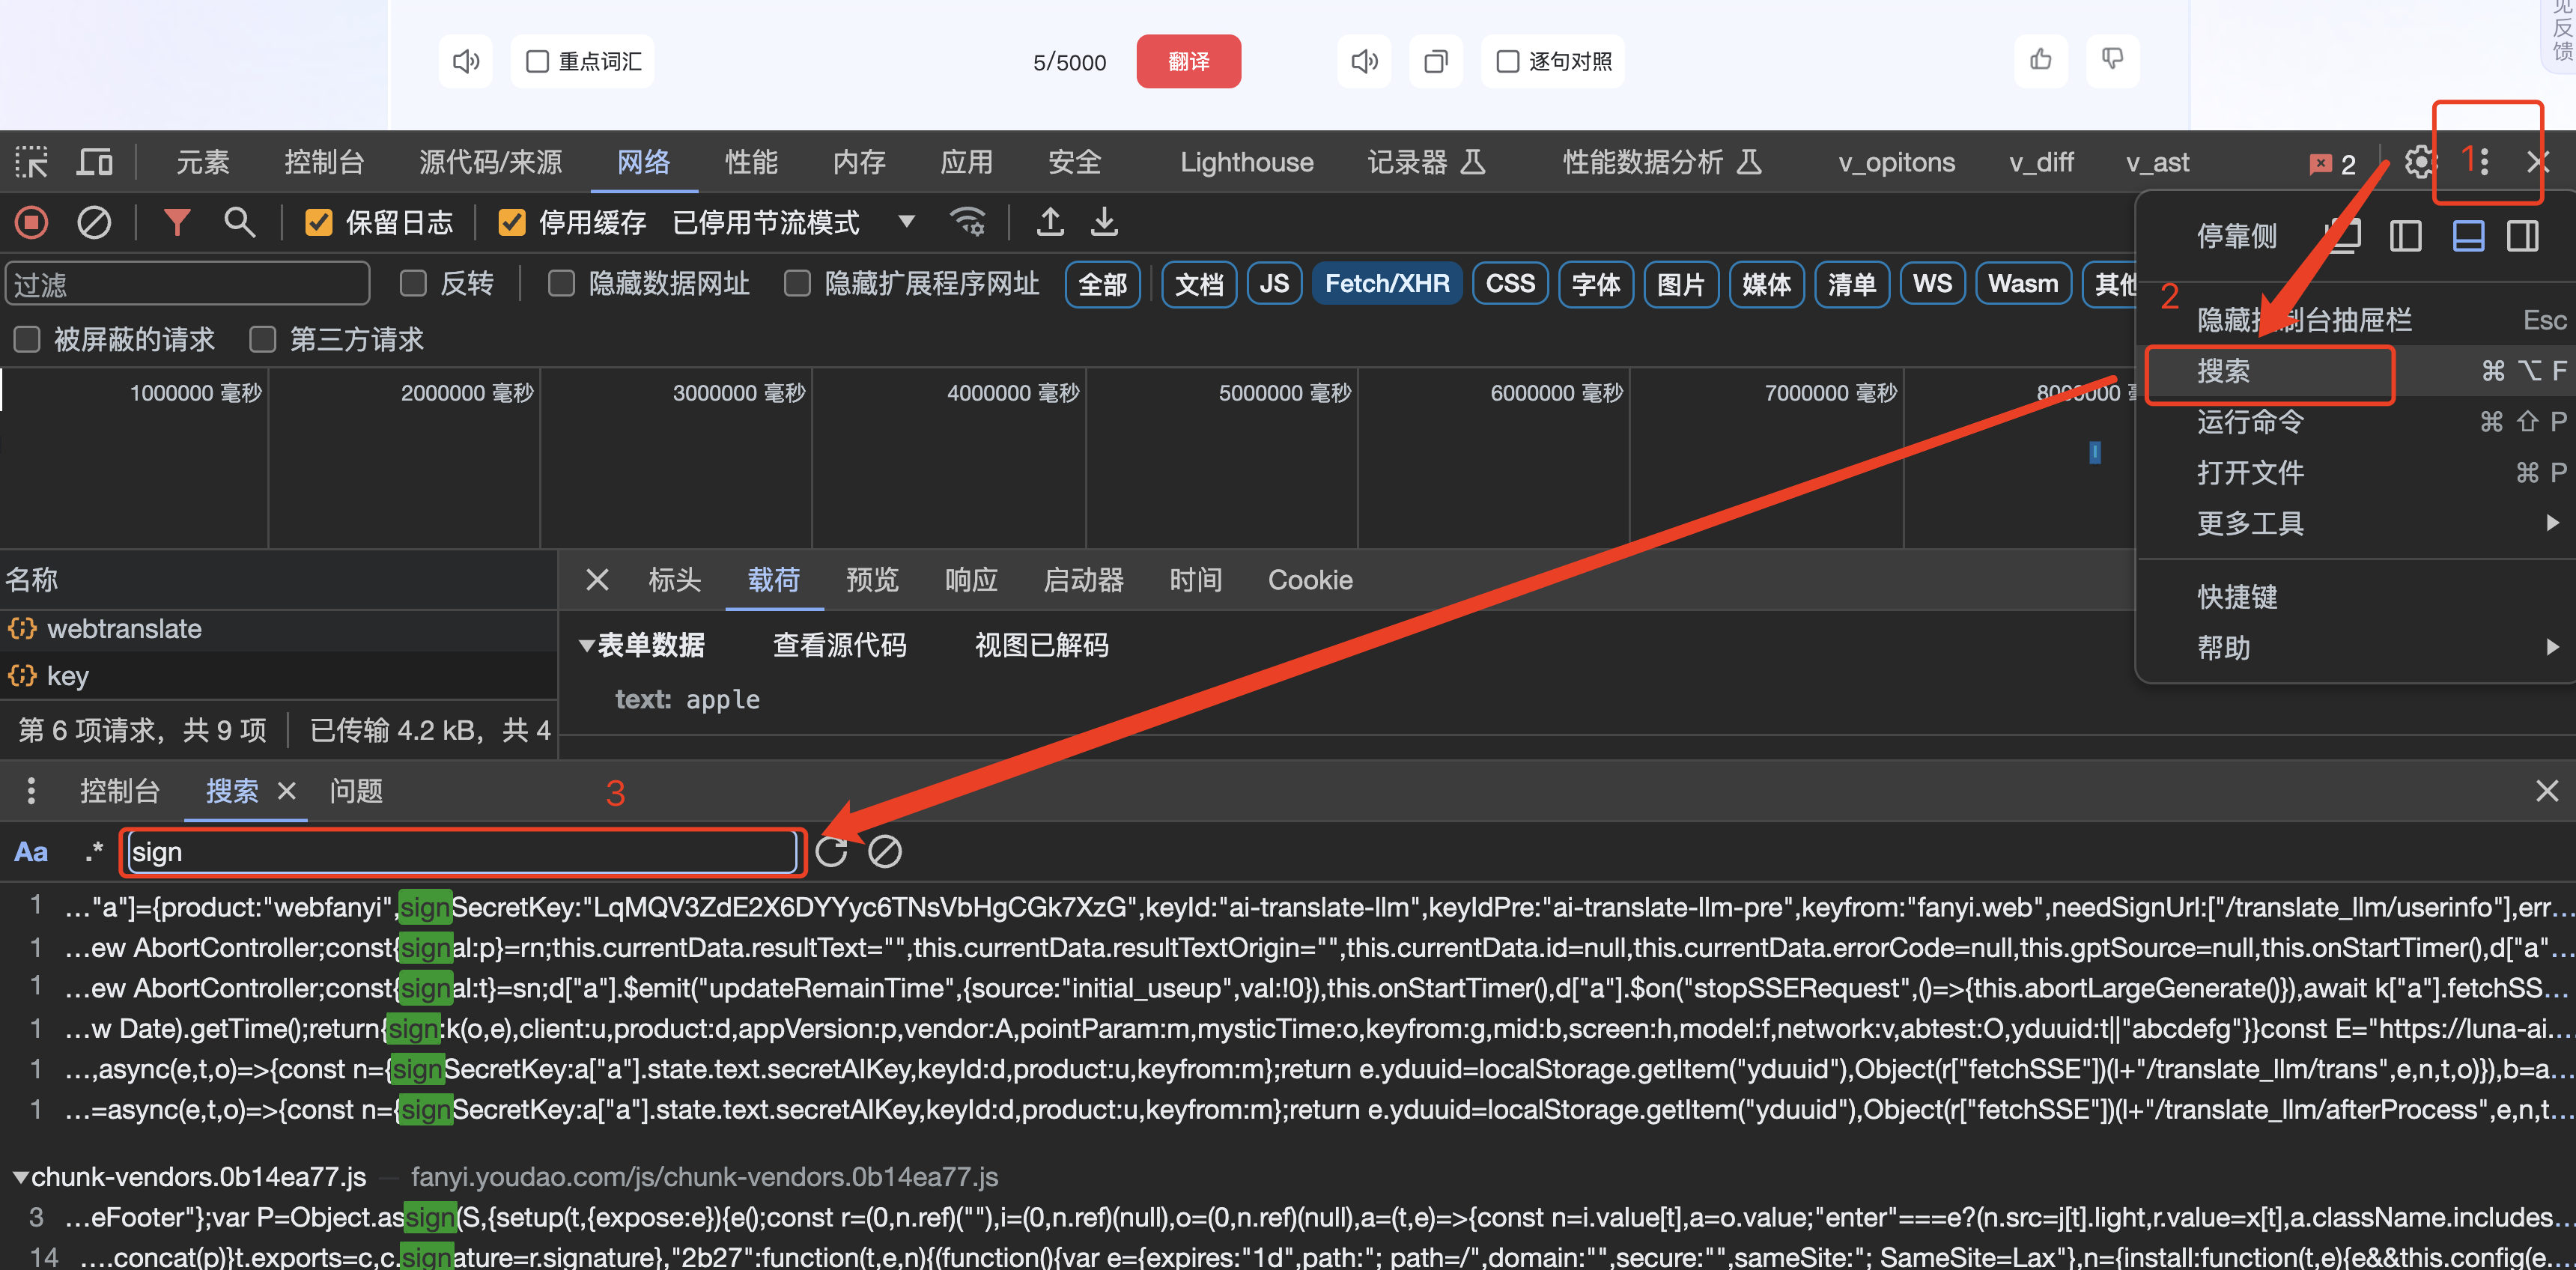 重点词汇 5/5000 翻译 逐句对照
见反馈
元素 控制台 源代码/来源 网络 性能 内存 应用 安全 Lighthouse 记录器 性能数据分析 v_opitons v_diff v_ast 2 1
保留日志 停用缓存 已停用节流模式
停靠侧
过滤 反转 隐藏数据网址 隐藏扩展程序网址 全部 文档 JS Fetch/XHR CSS 字体 图片 媒体 清单 WS Wasm 其他
2
隐藏控制台抽屉栏 Esc
被屏蔽的请求 第三方请求
搜索 ⌘ ⌥ F
运行命令 ⌘ ⇧ P
打开文件 ⌘ P
更多工具
快捷键
帮助
1000000 毫秒 2000000 毫秒 3000000 毫秒 4000000 毫秒 5000000 毫秒 6000000 毫秒 7000000 毫秒 8000000 毫
名称 标头 载荷 预览 响应 启动器 时间 Cookie
webtranslate
表单数据 查看源代码 视图已解码
key
text: apple
第 6 项请求，共 9 项 已传输 4.2 kB，共 4
控制台 搜索 问题 3
Aa .* sign
1 …"a"]={product:"webfanyi",signSecretKey:"LqMQV3ZdE2X6DYYyc6TNsVbHgCGk7XzG",keyId:"ai-translate-llm",keyIdPre:"ai-translate-llm-pre",keyfrom:"fanyi.web",needSignUrl:["/translate_llm/userinfo"],err…
1 …ew AbortController;const{signal:p}=rn;this.currentData.resultText="",this.currentData.resultTextOrigin="",this.currentData.id=null,this.currentData.errorCode=null,this.gptSource=null,this.onStartTimer(),d["a"…
1 …ew AbortController;const{signal:t}=sn;d["a"].$emit("updateRemainTime",{source:"initial_useup",val:!0}),this.onStartTimer(),d["a"].$on("stopSSERequest",()=>{this.abortLargeGenerate()}),await k["a"].fetchSS…
1 …w Date).getTime();return{sign:k(o,e),client:u,product:d,appVersion:p,vendor:A,pointParam:m,mysticTime:o,keyfrom:g,mid:b,screen:h,model:f,network:v,abtest:O,yduuid:t||"abcdefg"}}const E="https://luna-ai…
1 …,async(e,t,o)=>{const n={signSecretKey:a["a"].state.text.secretAIKey,keyId:d,product:u,keyfrom:m};return e.yduuid=localStorage.getItem("yduuid"),Object(r["fetchSSE"])(l+"/translate_llm/trans",e,n,t,o)}),b=a…
1 …=async(e,t,o)=>{const n={signSecretKey:a["a"].state.text.secretAIKey,keyId:d,product:u,keyfrom:m};return e.yduuid=localStorage.getItem("yduuid"),Object(r["fetchSSE"])(l+"/translate_llm/afterProcess",e,n,t…
chunk-vendors.0b14ea77.js — fanyi.youdao.com/js/chunk-vendors.0b14ea77.js
3 …eFooter"};var P=Object.assign(S,{setup(t,{expose:e}){e();const r=(0,n.ref)(""),i=(0,n.ref)(null),o=(0,n.ref)(null),a=(t,e)=>{const n=i.value[t],a=o.value;"enter"===e?(n.src=j[t].light,r.value=x[t],a.className.includes…
14 ….concat(p)}t.exports=c,c.signature=r.signature},"2b27":function(t,e,n){(function(){var e={expires:"1d",path:"; path=/",domain:"",secure:"",sameSite:"; SameSite=Lax"},n={install:function(t,e){e&&this.config(e…